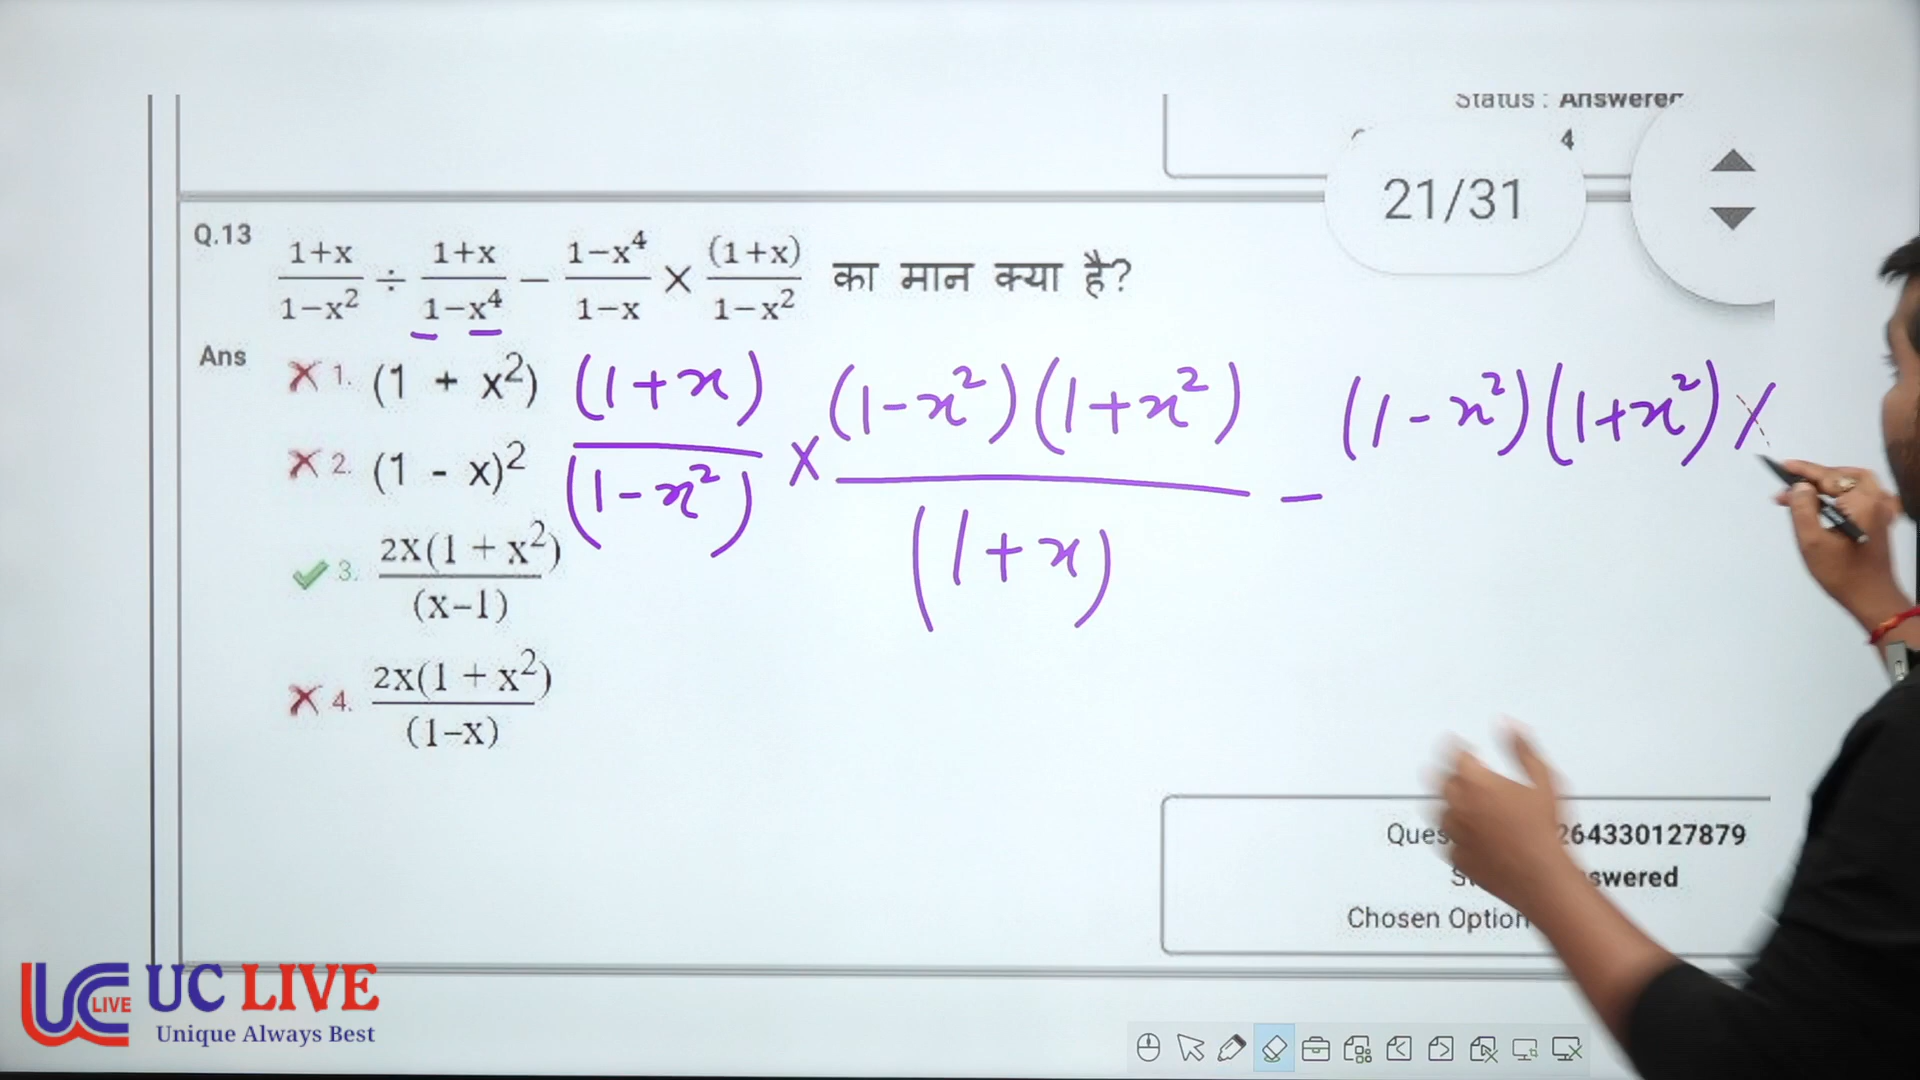 Status : Answered
4
21/31
Q.13 (1+x)/(1−x²) ÷ (1+x)/(1−x⁴) − (1−x⁴)/(1−x) × (1+x)/(1−x²) का मान क्या है?
Ans
1. (1 + x²)
2. (1 - x)²
3. 2X(1 + x²)/(x−1)
4. 2X(1 + x²)/(1−x)
(1+x)/(1−x²) × (1−x²)(1+x²)/(1+x) − (1−x²)(1+x²) ×
264330127879
Chosen Option
LIVE
UC LIVE
Unique Always Best